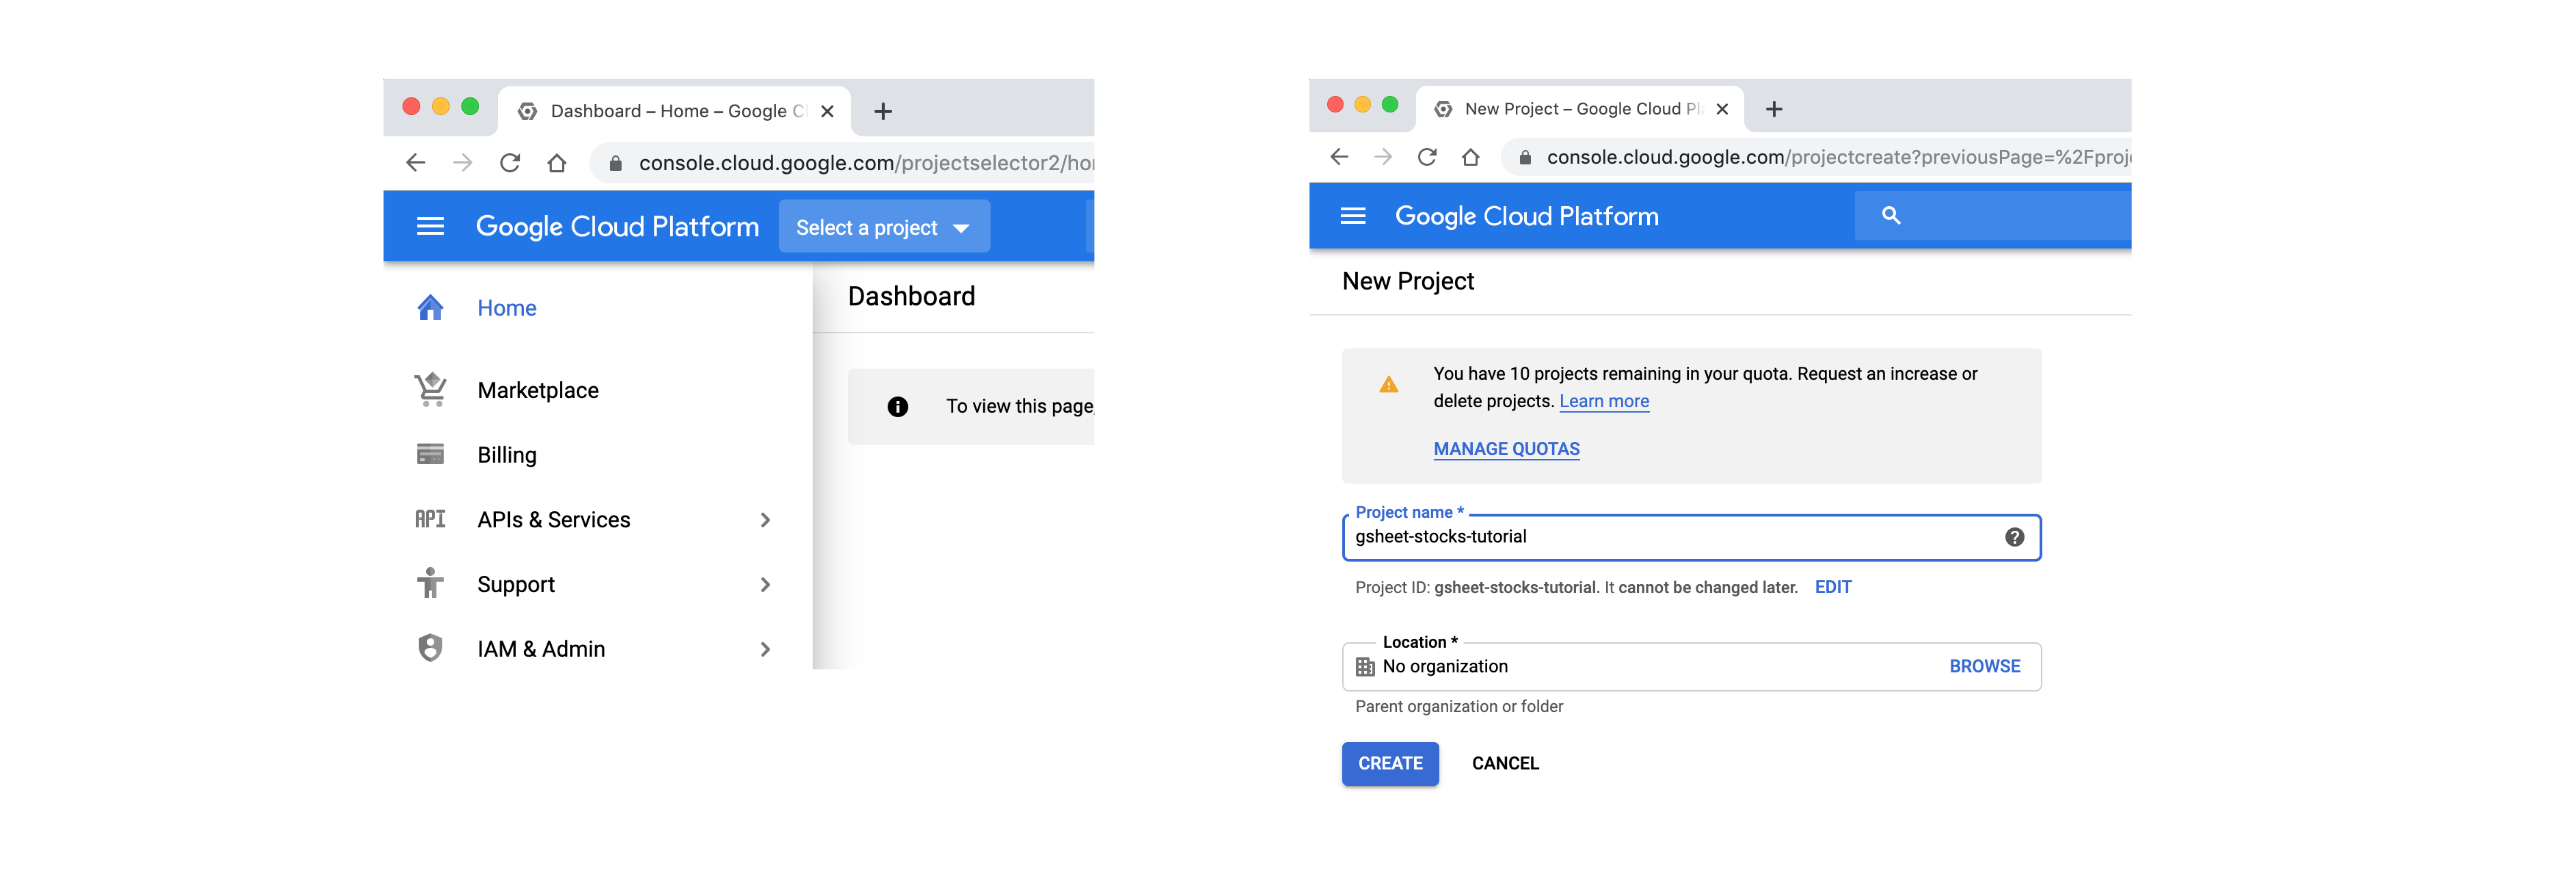 Dashboard – Home – Google C
console.cloud.google.com/projectselector2/ho
Google Cloud Platform
Select a project
Home
Marketplace
Billing
API
APIs & Services
Support
IAM & Admin
Dashboard
To view this page,
New Project – Google Cloud Pl
console.cloud.google.com/projectcreate?previousPage=%2Fproj
Google Cloud Platform
New Project
You have 10 projects remaining in your quota. Request an increase or
delete projects. Learn more
MANAGE QUOTAS
Project name *
gsheet-stocks-tutorial
Project ID: gsheet-stocks-tutorial. It cannot be changed later. EDIT
Location *
No organization
BROWSE
Parent organization or folder
CREATE
CANCEL